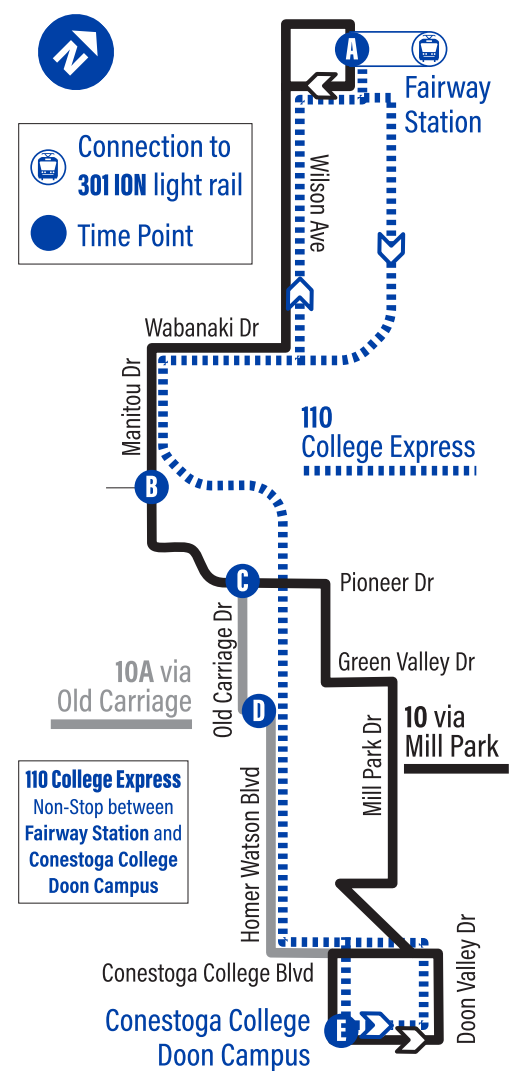 N
A
Fairway
Station
Connection to
301 ION light rail
Time Point
Wilson Ave
Wabanaki Dr
Manitou Dr
110
College Express
B
C
Pioneer Dr
Old Carriage Dr
Green Valley Dr
10A via
Old Carriage
D
10 via
Mill Park
Mill Park Dr
110 College Express
Non-Stop between
Fairway Station and
Conestoga College
Doon Campus
Homer Watson Blvd
Doon Valley Dr
Conestoga College Blvd
Conestoga College
Doon Campus
E